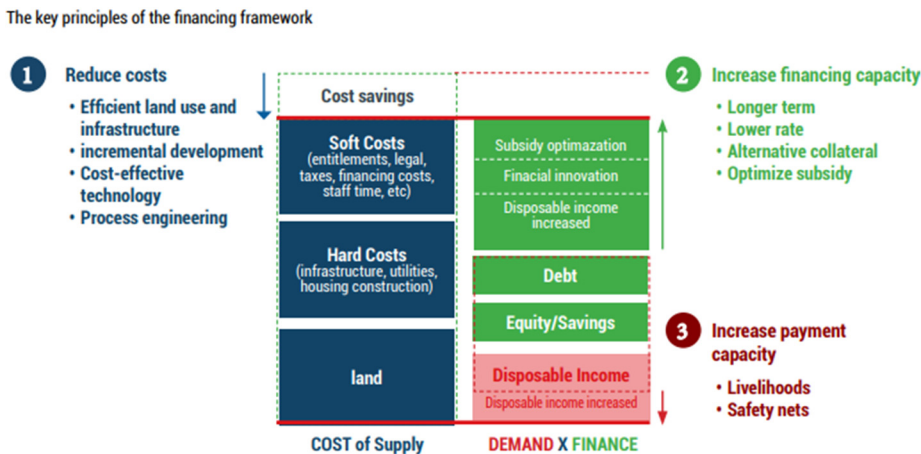 The key principles of the financing framework
1 Reduce costs
• Efficient land use and
infrastructure
• incremental development
• Cost-effective
technology
• Process engineering
Cost savings
Soft Costs
(entitlements, legal,
taxes, financing costs,
staff time, etc)
Hard Costs
(infrastructure, utilities,
housing construction)
land
COST of Supply
Subsidy optimazation
Finacial innovation
Disposable income
increased
Debt
Equity/Savings
Disposable Income
Disposable income increased
DEMAND X FINANCE
2 Increase financing capacity
• Longer term
• Lower rate
• Alternative collateral
• Optimize subsidy
3 Increase payment
capacity
• Livelihoods
• Safety nets